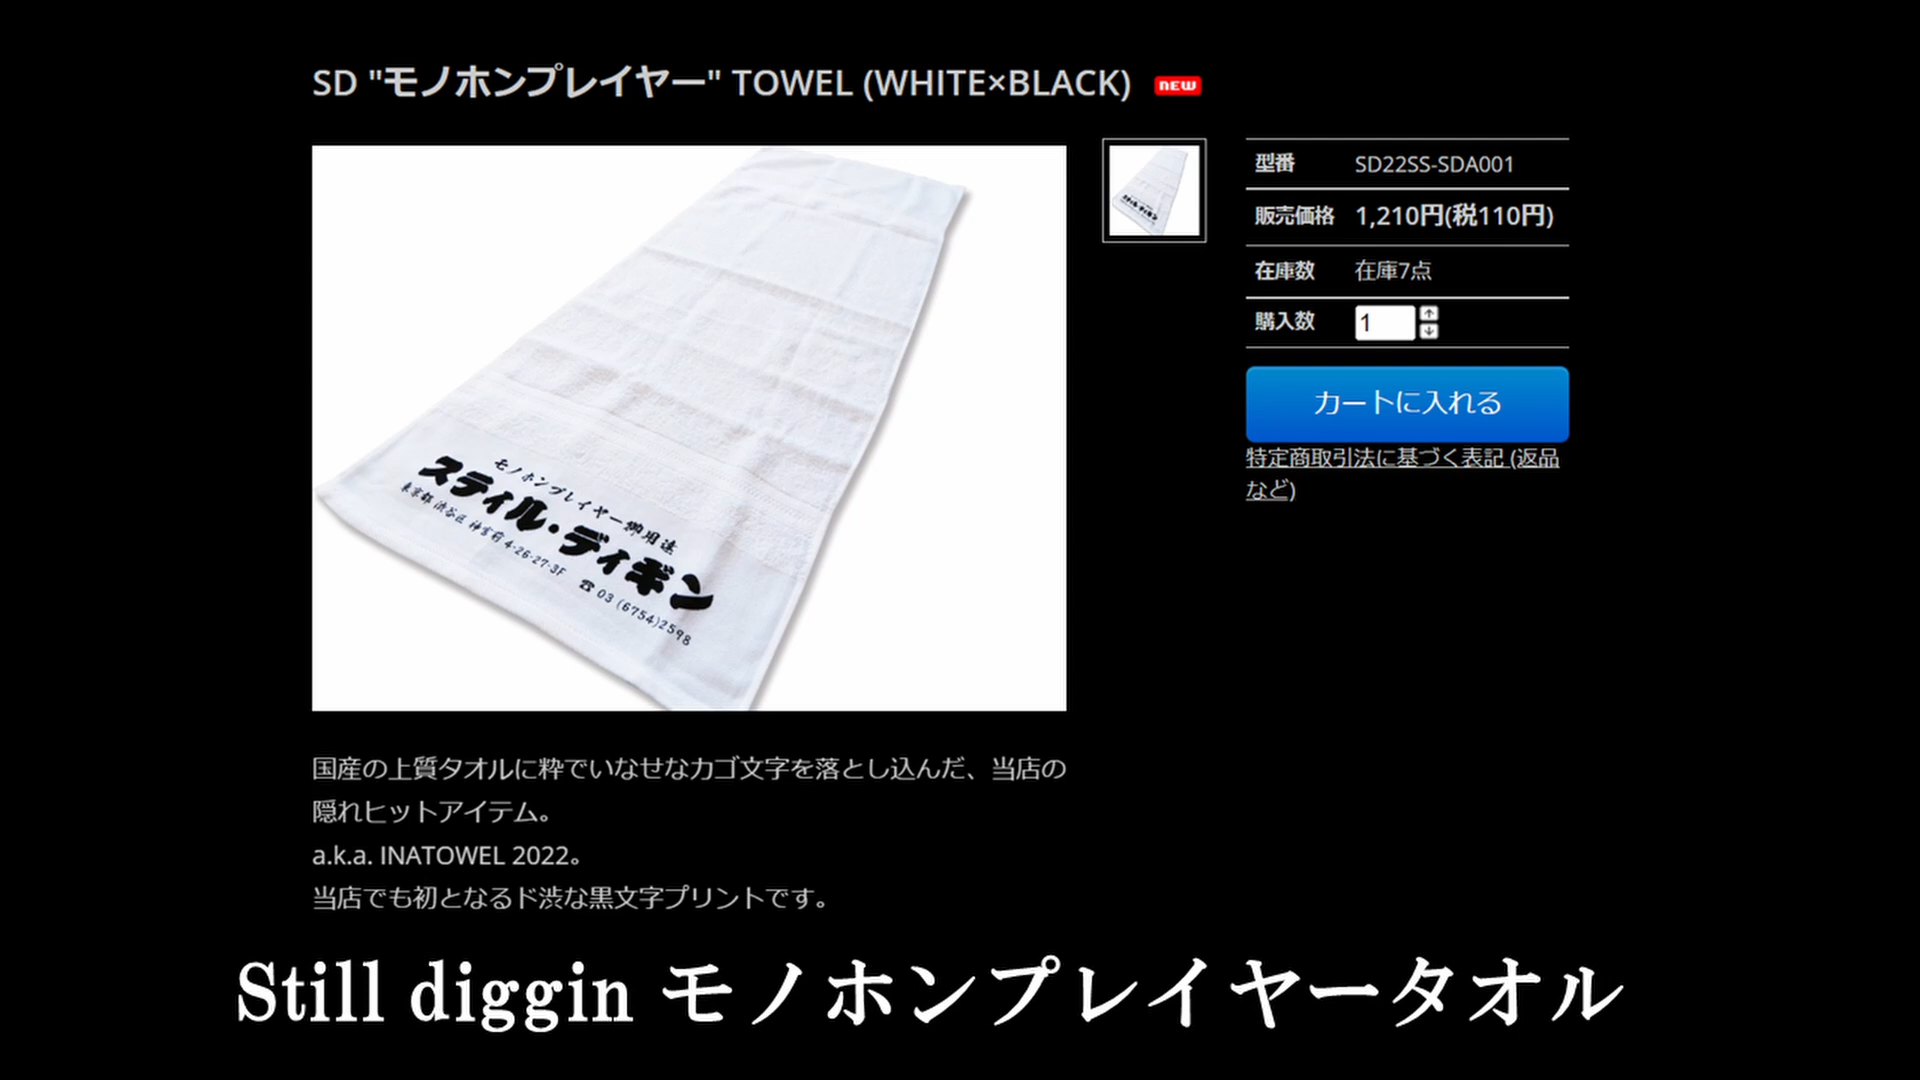 SD "モノホンプレイヤー" TOWEL (WHITE×BLACK) NEW
モノホンプレイヤー御用達
スティル・ディギン
東京都 渋谷区 神宮前 4-26-27-3F ☎ 03 (6754)2598
型番 SD22SS-SDA001
販売価格 1,210円(税110円)
在庫数 在庫7点
購入数 1
カートに入れる
特定商取引法に基づく表記 (返品
など)
国産の上質タオルに粋でいなせなカゴ文字を落とし込んだ、当店の
隠れヒットアイテム。
a.k.a. INATOWEL 2022。
当店でも初となるド渋な黒文字プリントです。
Still diggin モノホンプレイヤータオル